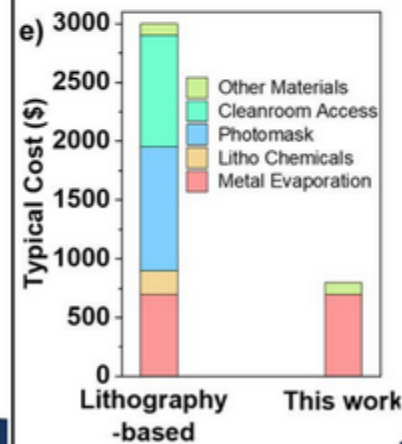 e)
Typical Cost ($)
3000
2500
2000
1500
1000
500
0
Other Materials
Cleanroom Access
Photomask
Litho Chemicals
Metal Evaporation
Lithography
-based
This work